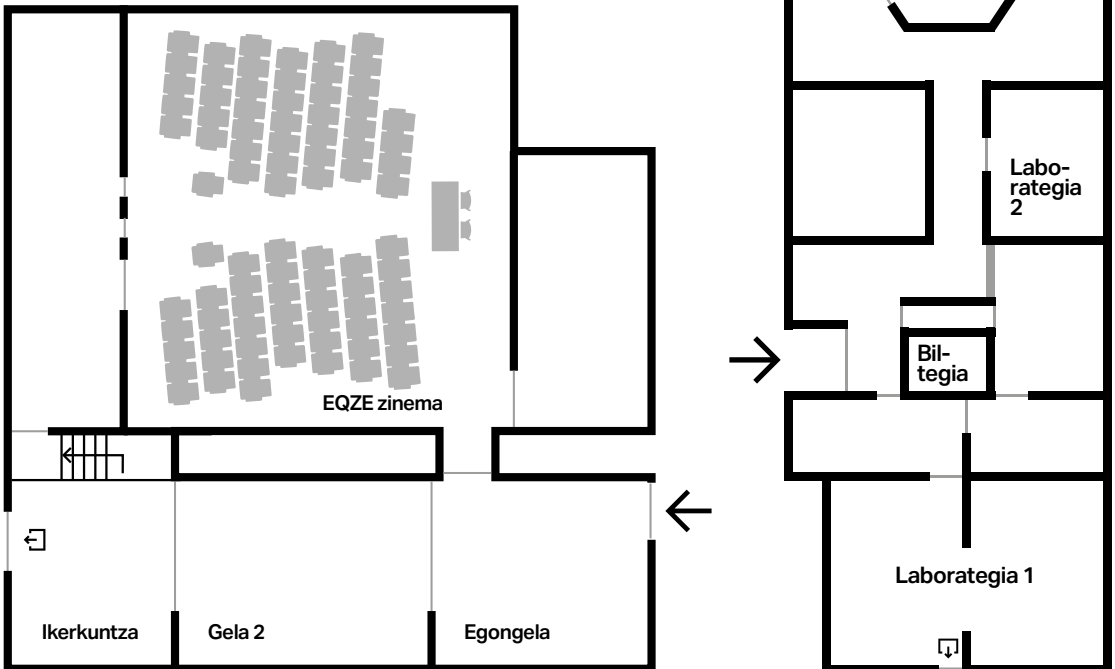 Labo-
rategia
2
Bil-
tegia
EQZE zinema
Laborategia 1
Ikerkuntza
Gela 2
Egongela